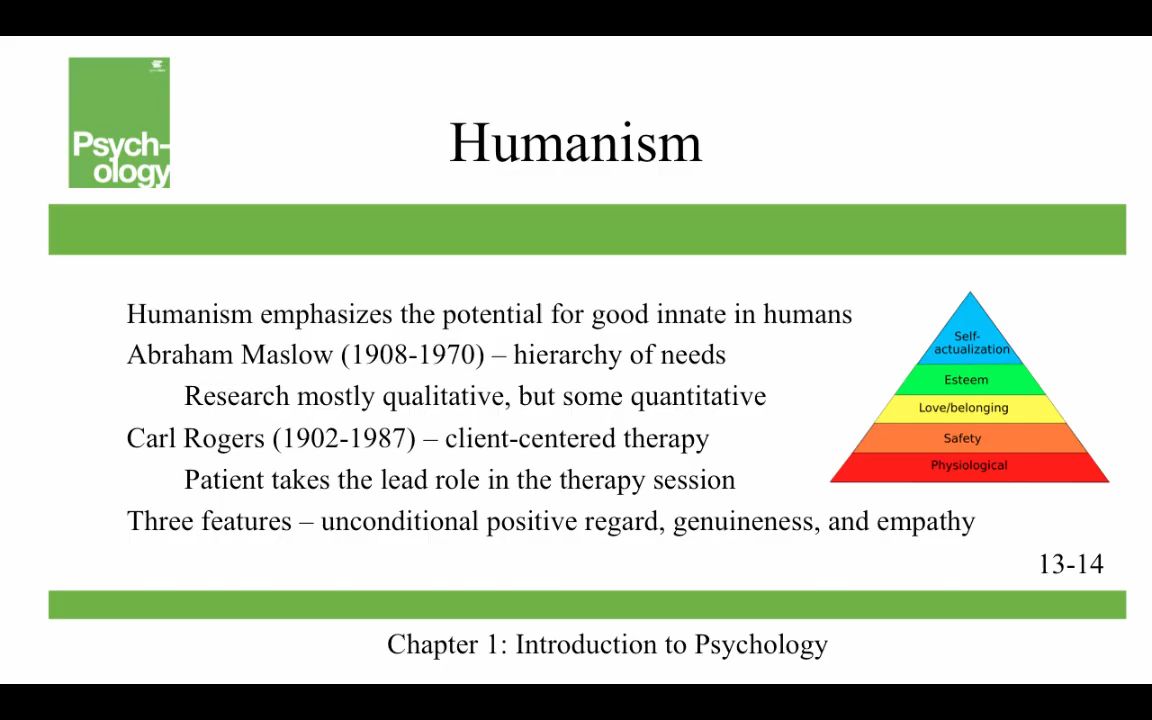 Psych-
ology
Humanism
Humanism emphasizes the potential for good innate in humans
Abraham Maslow (1908-1970) – hierarchy of needs
Research mostly qualitative, but some quantitative
Carl Rogers (1902-1987) – client-centered therapy
Patient takes the lead role in the therapy session
Three features – unconditional positive regard, genuineness, and empathy
Self-
actualization
Esteem
Love/belonging
Safety
Physiological
13-14
Chapter 1: Introduction to Psychology